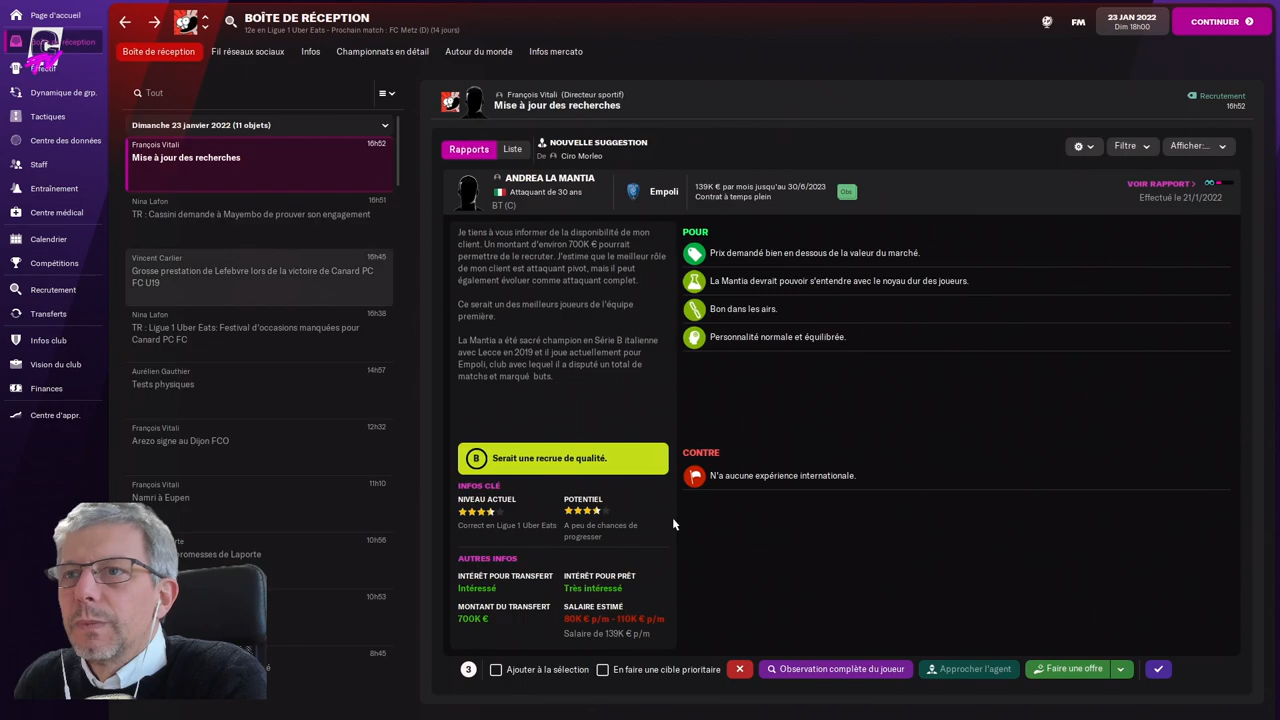 Page d'accueil
BOÎTE DE RÉCEPTION
12e en Ligue 1 Uber Eats · Prochain match : FC Metz (D) (14 jours)
FM
23 JAN 2022
Dim 18h00
CONTINUER
Effectif
Dynamique de grp.
Tactiques
Centre des données
Staff
Entraînement
Centre médical
Calendrier
Compétitions
Recrutement
Transferts
Infos club
Vision du club
Finances
Centre d'appr.
TV
Boîte de réception
Fil réseaux sociaux
Infos
Championnats en détail
Autour du monde
Infos mercato
Tout
Dimanche 23 janvier 2022 (11 objets)
François Vitali
16h52
Mise à jour des recherches
Nina Lafon
16h51
TR : Cassini demande à Mayembo de prouver son engagement
Vincent Carlier
16h45
Grosse prestation de Lefebvre lors de la victoire de Canard PC
FC U19
Nina Lafon
16h38
TR : Ligue 1 Uber Eats: Festival d'occasions manquées pour
Canard PC FC
Aurélien Gauthier
14h57
Tests physiques
François Vitali
12h32
Arezo signe au Dijon FCO
François Vitali
11h10
Namri à Eupen
10h56
promesses de Laporte
10h53
8h45
François Vitali (Directeur sportif)
Mise à jour des recherches
Recrutement
16h52
Rapports
Liste
NOUVELLE SUGGESTION
De Ciro Morleo
Filtre
Afficher:...
ANDREA LA MANTIA
Attaquant de 30 ans
BT (C)
Empoli
139K € par mois jusqu'au 30/6/2023
Contrat à temps plein
Obs
VOIR RAPPORT >
Effectué le 21/1/2022
Je tiens à vous informer de la disponibilité de mon
client. Un montant d'environ 700K € pourrait
permettre de le recruter. J'estime que le meilleur rôle
de mon client est attaquant pivot, mais il peut
également évoluer comme attaquant complet.
Ce serait un des meilleurs joueurs de l'équipe
première.
La Mantia a été sacré champion en Série B italienne
avec Lecce en 2019 et il joue actuellement pour
Empoli, club avec lequel il a disputé un total de
matchs et marqué buts.
B
Serait une recrue de qualité.
INFOS CLÉ
NIVEAU ACTUEL
POTENTIEL
Correct en Ligue 1 Uber Eats
A peu de chances de
progresser
AUTRES INFOS
INTÉRÊT POUR TRANSFERT
INTÉRÊT POUR PRÊT
Intéressé
Très intéressé
MONTANT DU TRANSFERT
SALAIRE ESTIMÉ
700K €
80K € p/m - 110K € p/m
Salaire de 139K € p/m
POUR
Prix demandé bien en dessous de la valeur du marché.
La Mantia devrait pouvoir s'entendre avec le noyau dur des joueurs.
Bon dans les airs.
Personnalité normale et équilibrée.
CONTRE
N'a aucune expérience internationale.
3
Ajouter à la sélection
En faire une cible prioritaire
Observation complète du joueur
Approcher l'agent
Faire une offre